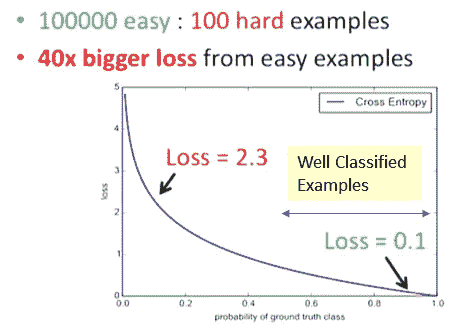 • 100000 easy : 100 hard examples
• 40x bigger loss from easy examples
5
Cross Entropy
4
Loss = 2.3
Well Classified
Examples
3
loss
2
Loss = 0.1
1
0
0.0 0.2 0.4 0.6 0.8 1.0
probability of ground truth class